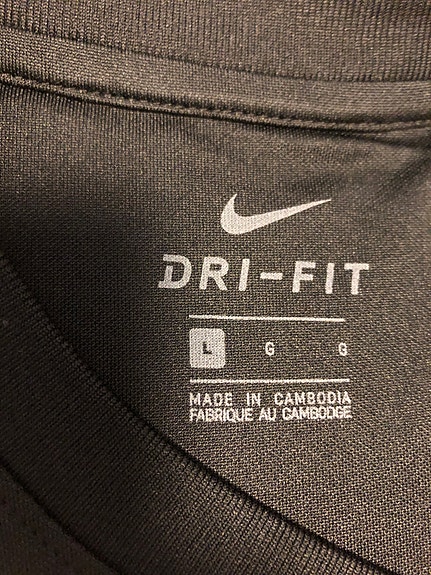 DRI-FIT
L G G
MADE IN CAMBODIA
FABRIQUE AU CAMBODGE